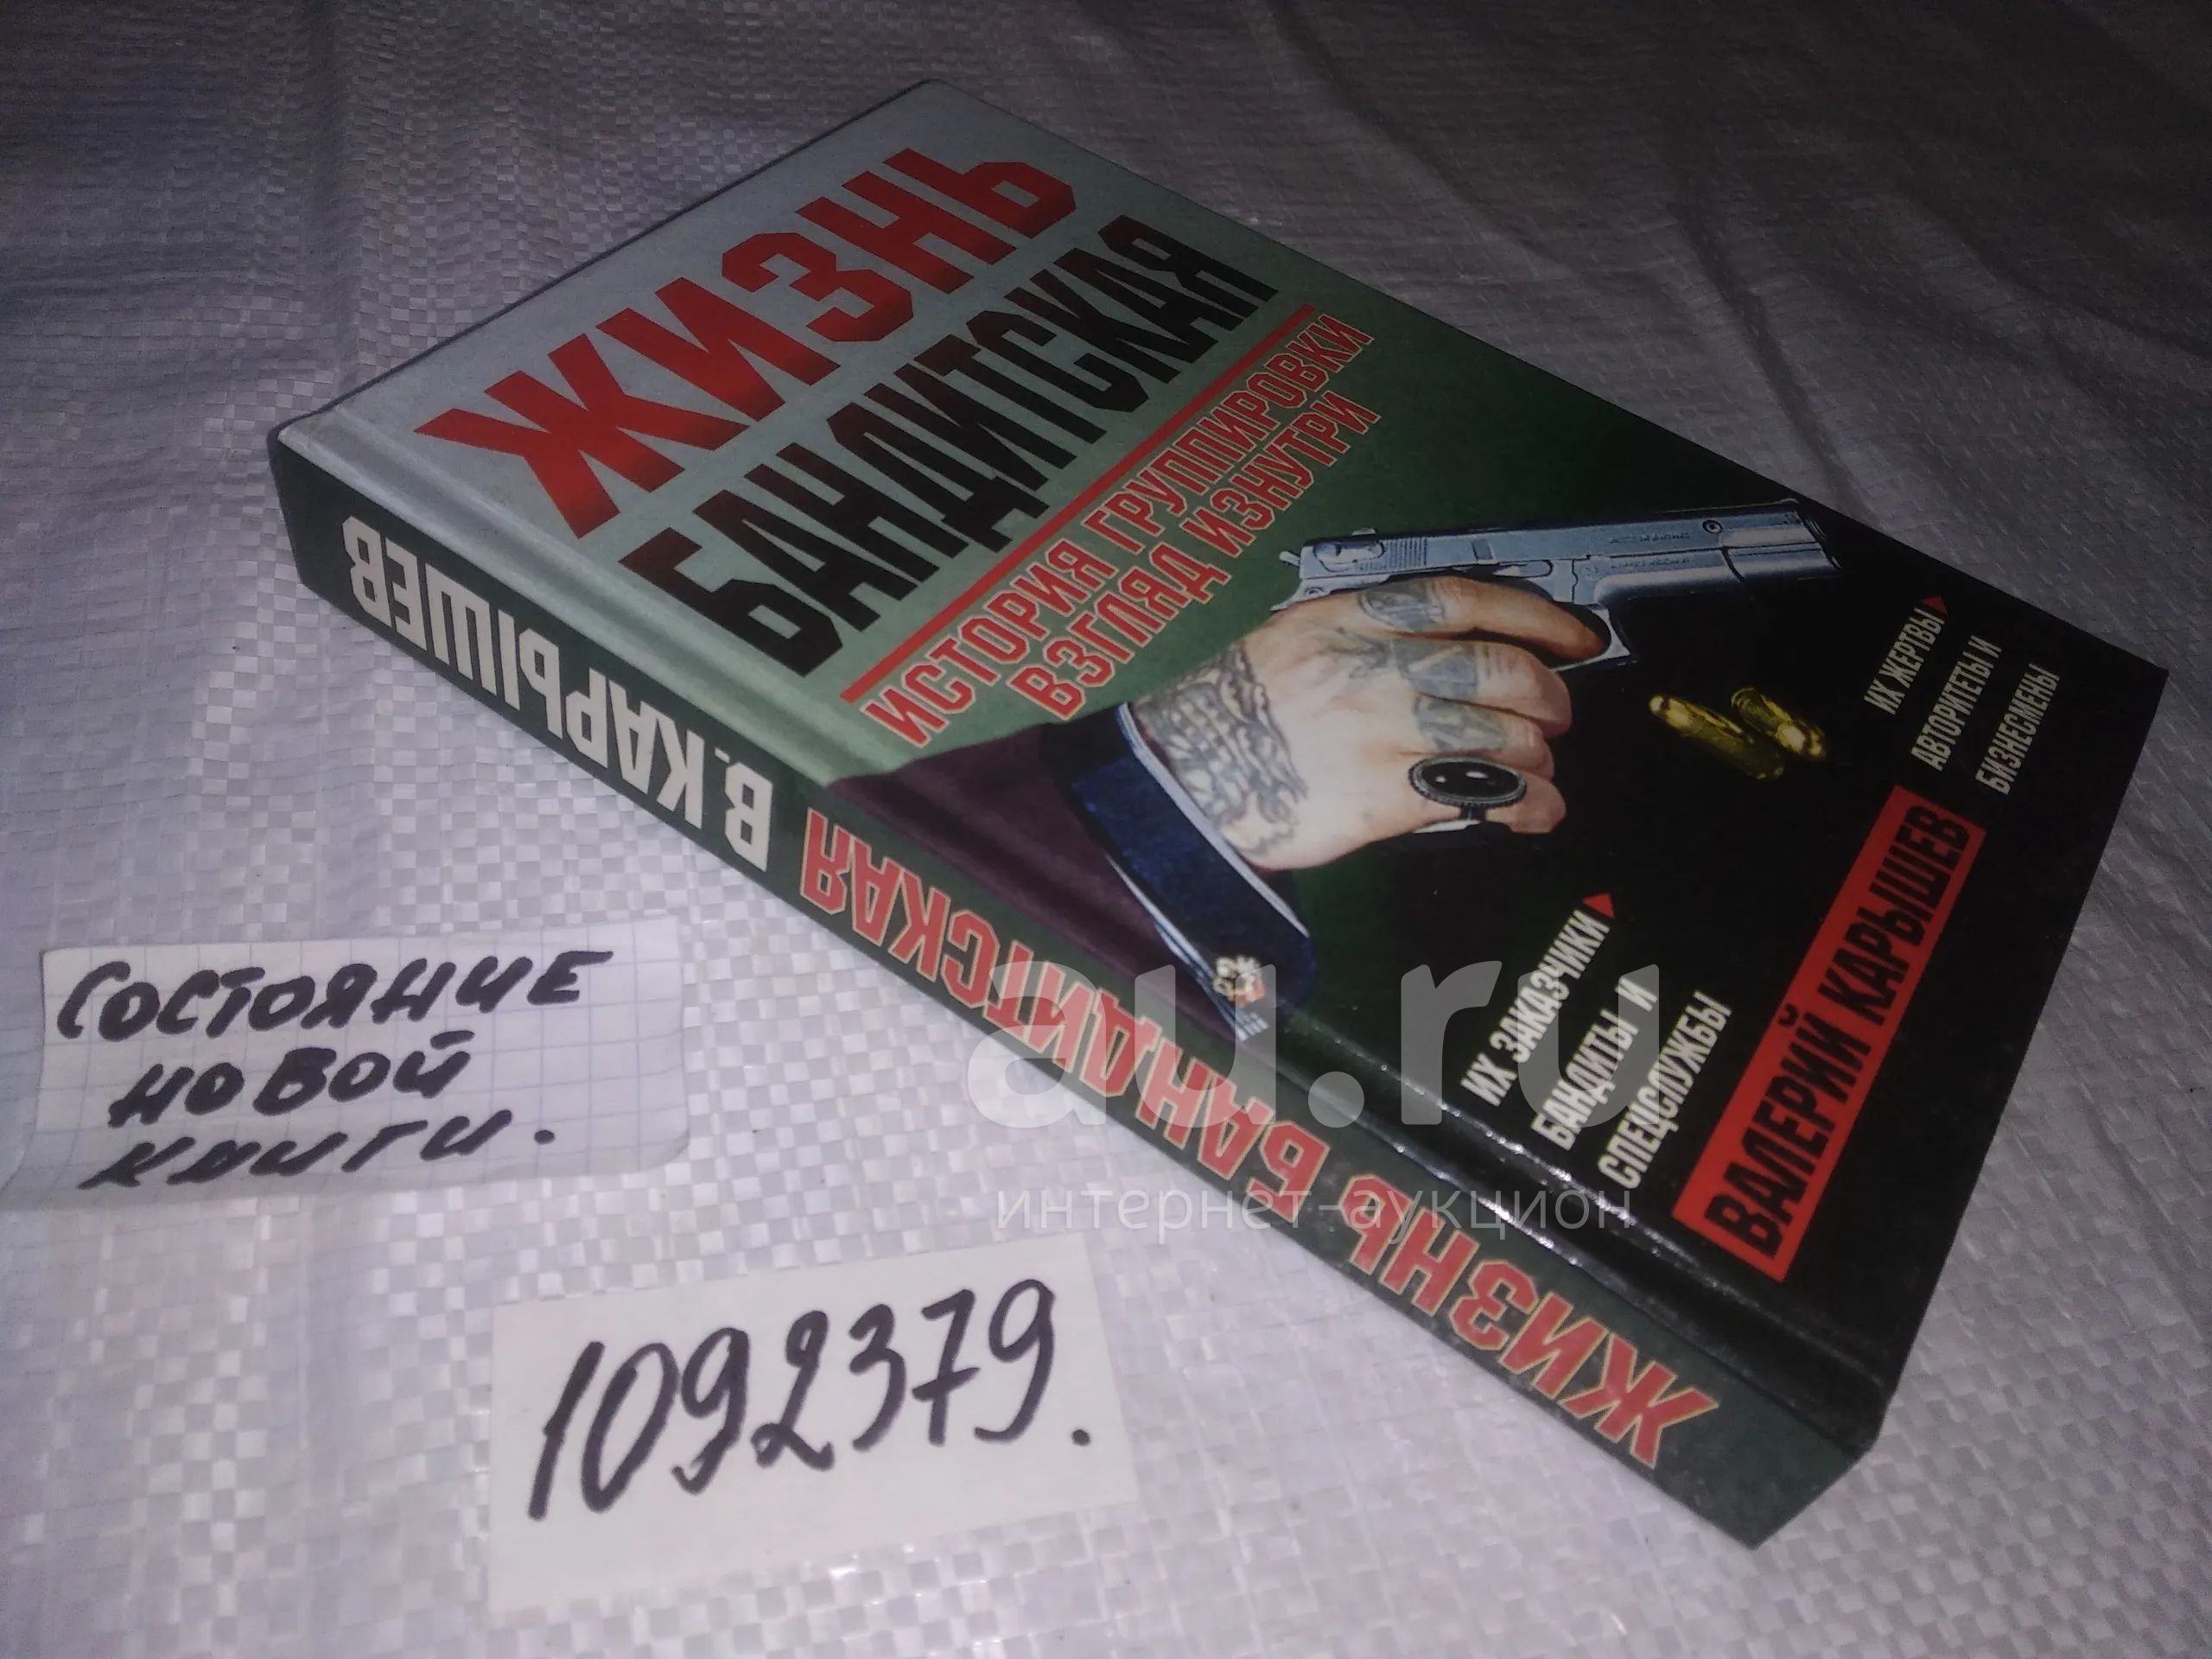 ЖИЗНЬ
БАНДИТСКАЯ
ИСТОРИЯ ГРУППИРОВКИ
ВЗГЛЯД ИЗНУТРИ
ИХ ЖЕРТВЫ
АВТОРИТЕТЫ И
БИЗНЕСМЕНЫ
ИХ ЗАКАЗЧИКИ
БАНДИТЫ И
СПЕЦСЛУЖБЫ
ВАЛЕРИЙ КАРЫШЕВ
ЖИЗНЬ БАНДИТСКАЯ В. КАРЫШЕВ
СОСТОЯНИЕ
НОВОЙ
КНИГИ.
1092379.
au.ru
интернет-аукцион